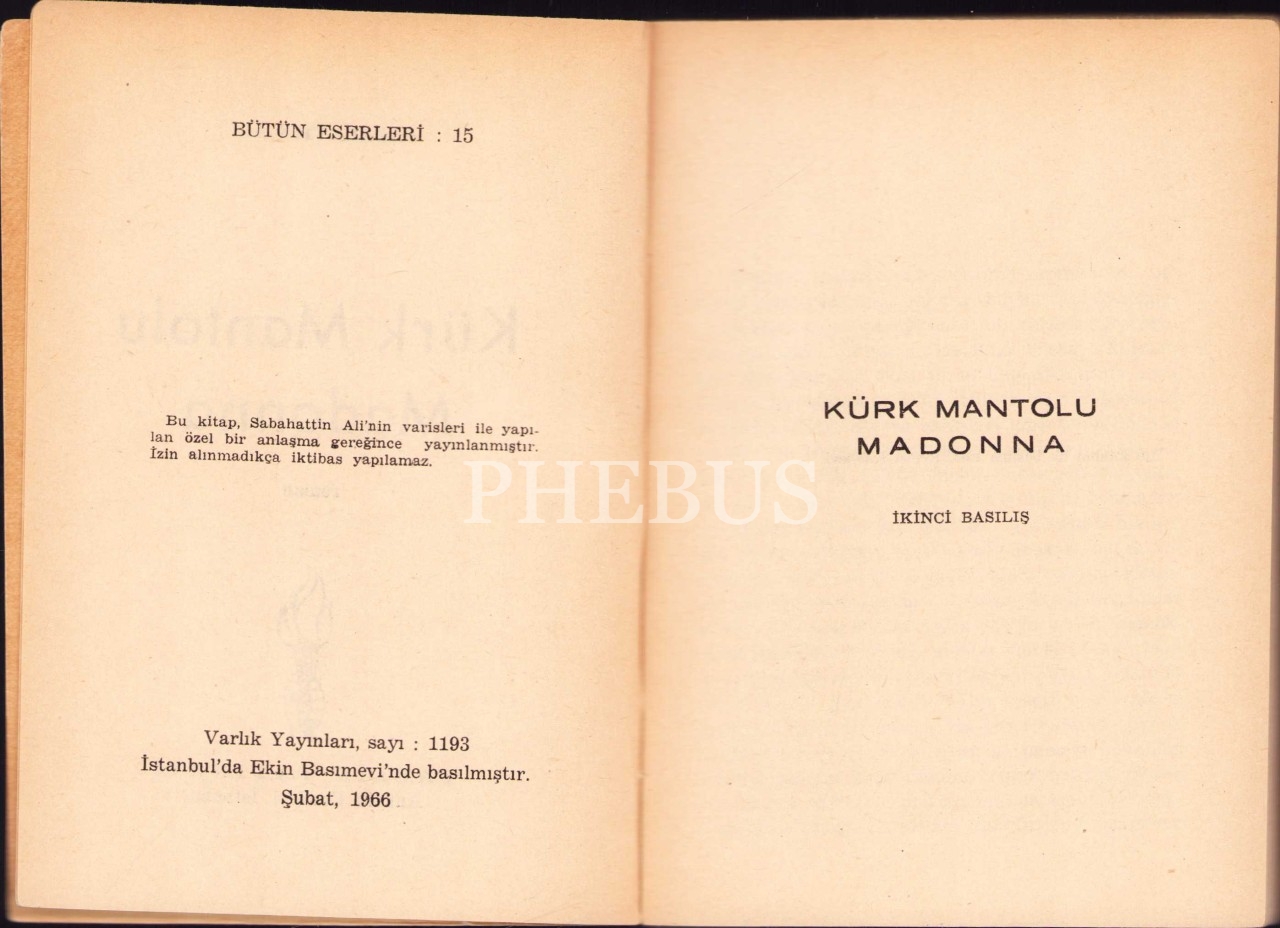 BÜTÜN ESERLERİ : 15
Bu kitap, Sabahattin Ali'nin varisleri ile yapı-
lan özel bir anlaşma gereğince yayınlanmıştır.
İzin alınmadıkça iktibas yapılamaz.
Varlık Yayınları, sayı : 1193
İstanbul'da Ekin Basımevi'nde basılmıştır.
Şubat, 1966
KÜRK MANTOLU
MADONNA
İKİNCİ BASILIŞ
PHEBUS